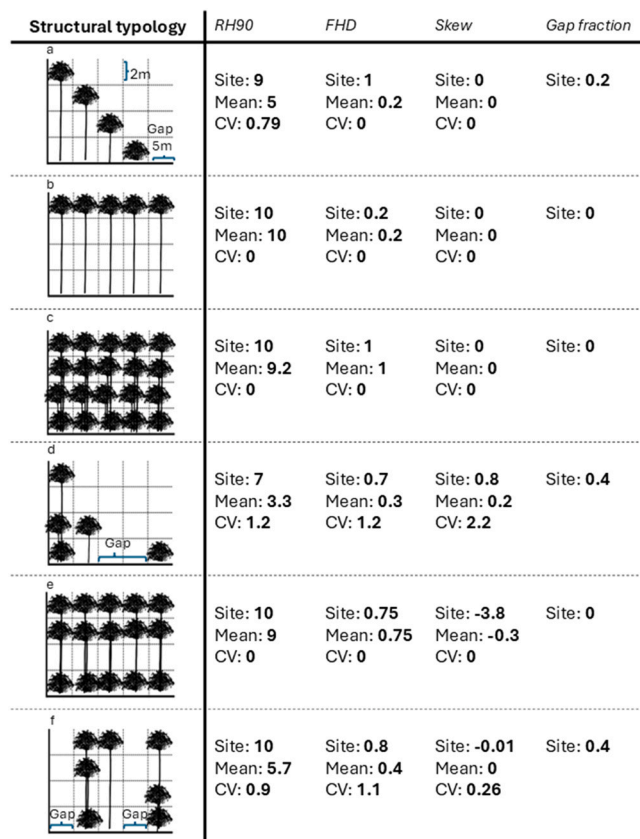 Structural typology RH90 FHD Skew Gap fraction
a
2m
Gap
5m
Site: 9 Site: 1 Site: 0 Site: 0.2
Mean: 5 Mean: 0.2 Mean: 0
CV: 0.79 CV: 0 CV: 0
b
Site: 10 Site: 0.2 Site: 0 Site: 0
Mean: 10 Mean: 0.2 Mean: 0
CV: 0 CV: 0 CV: 0
c
Site: 10 Site: 1 Site: 0 Site: 0
Mean: 9.2 Mean: 1 Mean: 0
CV: 0 CV: 0 CV: 0
d
Gap
Site: 7 Site: 0.7 Site: 0.8 Site: 0.4
Mean: 3.3 Mean: 0.3 Mean: 0.2
CV: 1.2 CV: 1.2 CV: 2.2
e
Site: 10 Site: 0.75 Site: -3.8 Site: 0
Mean: 9 Mean: 0.75 Mean: -0.3
CV: 0 CV: 0 CV: 0
f
Gap Gap
Site: 10 Site: 0.8 Site: -0.01 Site: 0.4
Mean: 5.7 Mean: 0.4 Mean: 0
CV: 0.9 CV: 1.1 CV: 0.26